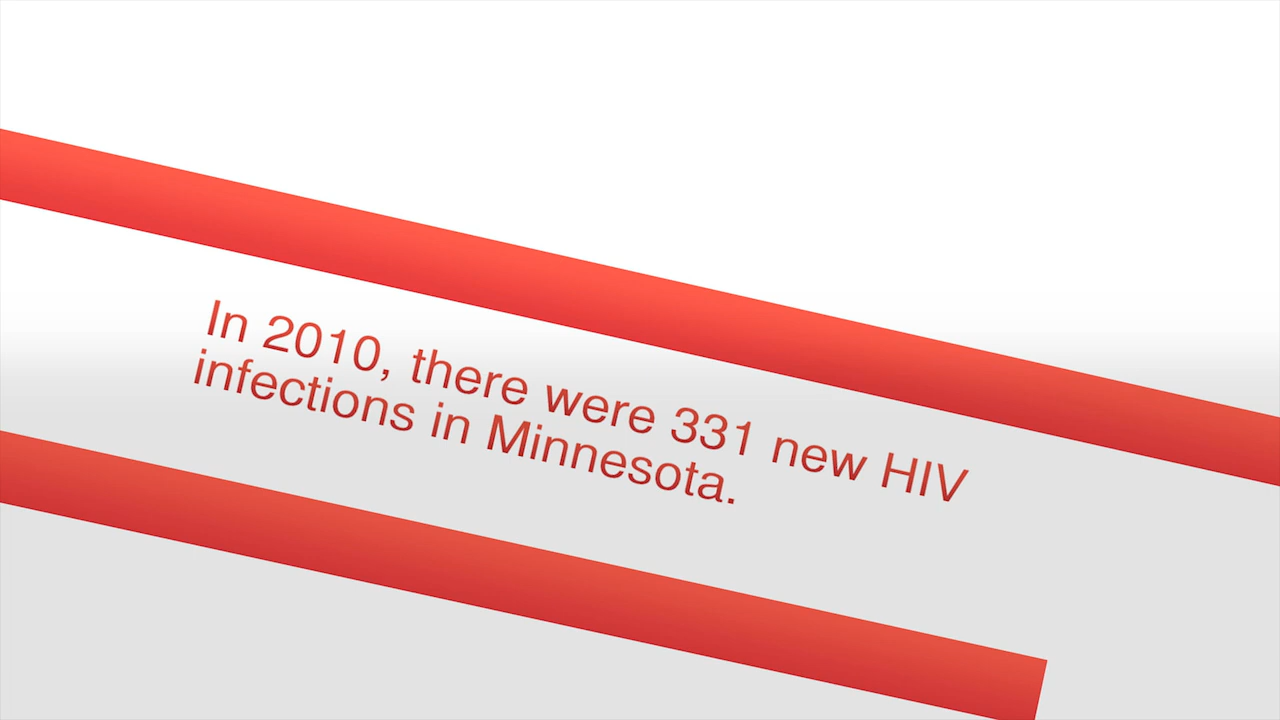 In 2010, there were 331 new HIV
infections in Minnesota.